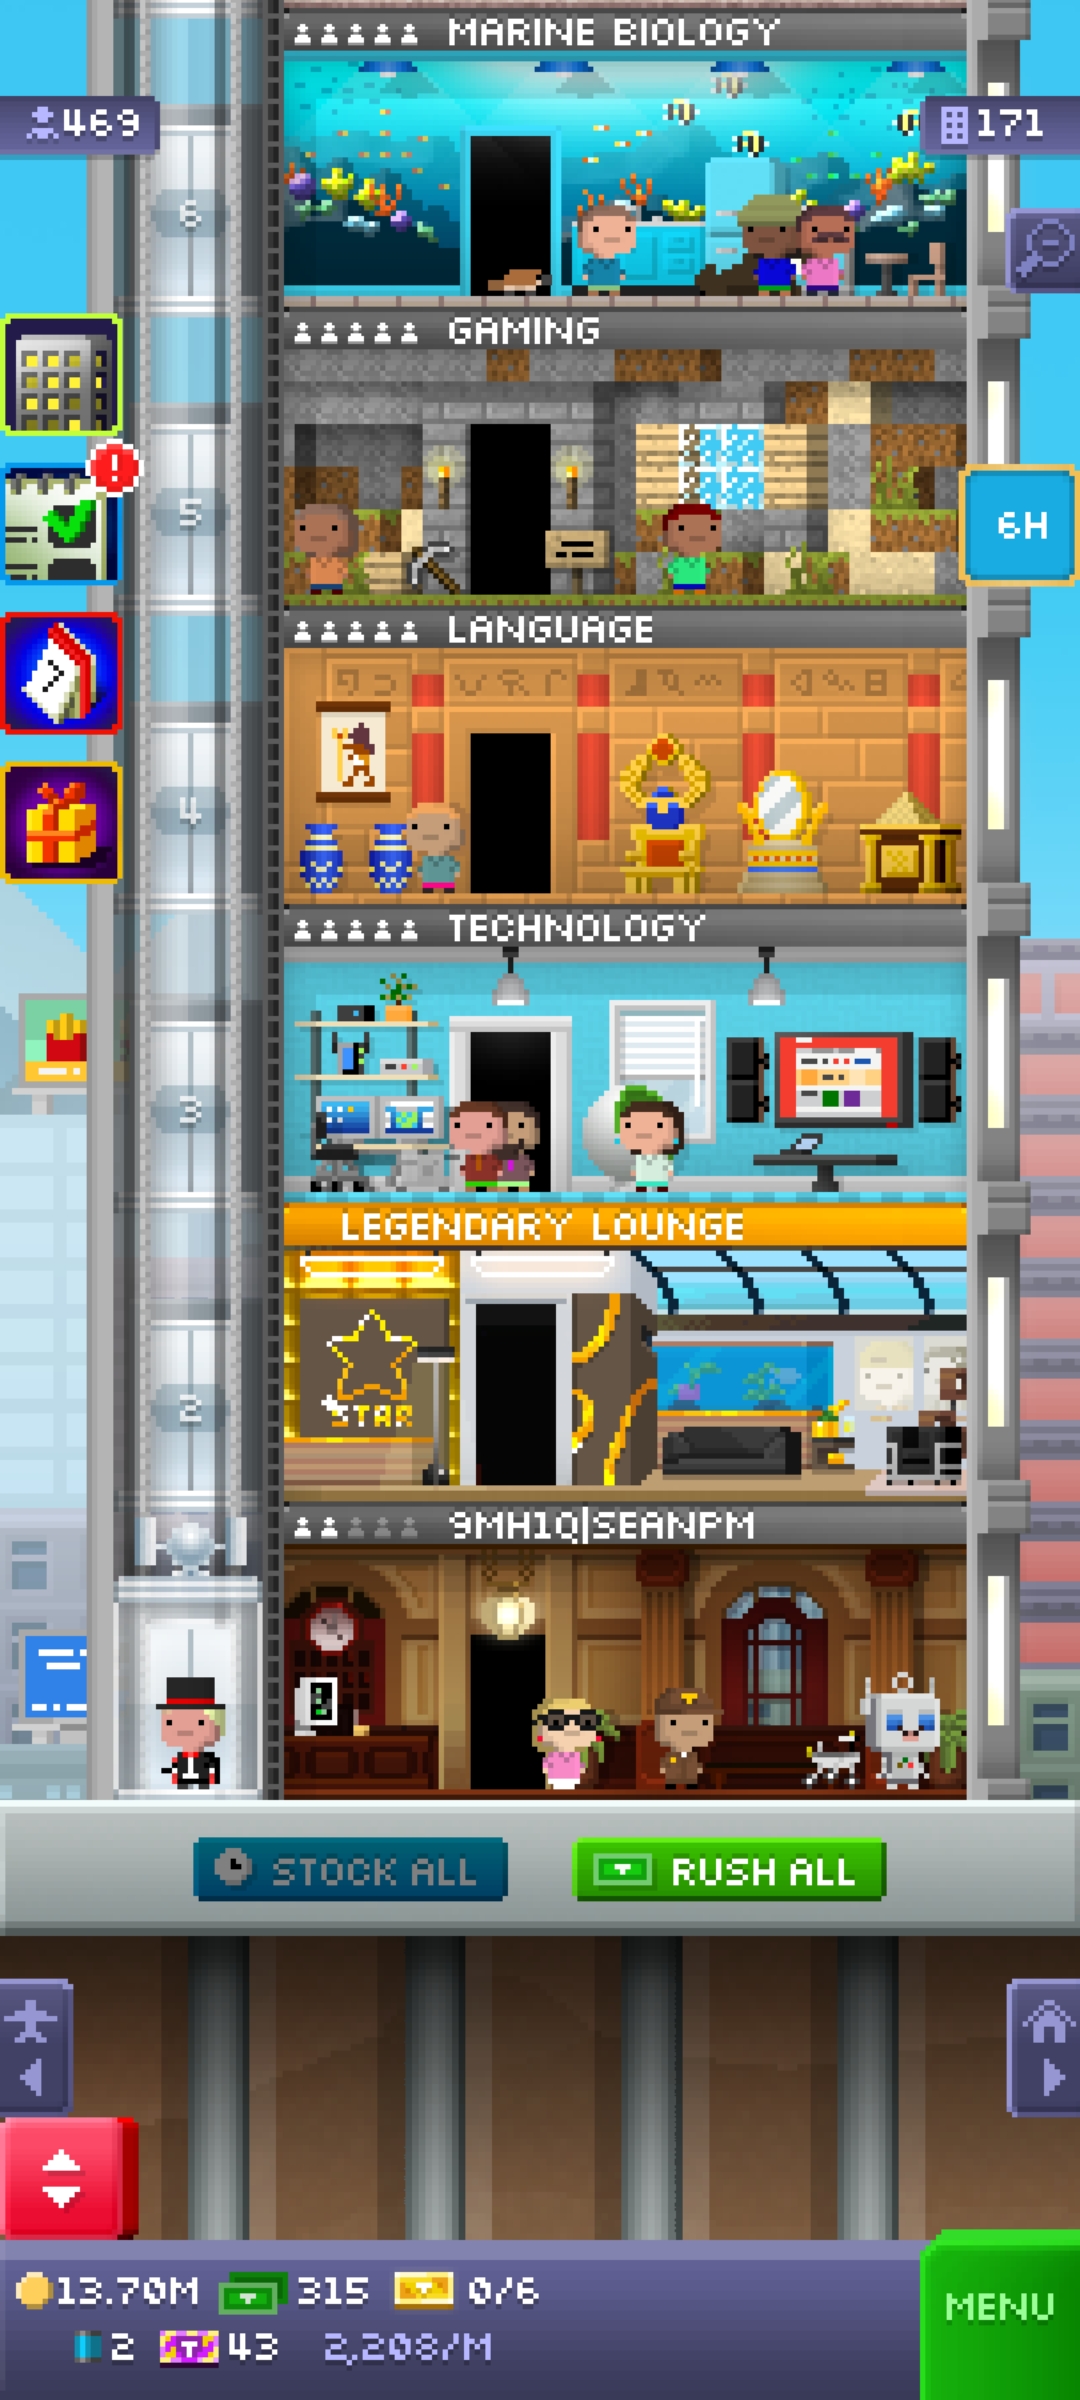 MARINE BIOLOGY
469
171
6
GAMING
5
6H
LANGUAGE
7
4
TECHNOLOGY
3
LEGENDARY LOUNGE
STAR
2
9MH1Q|SEANPM
1
STOCK ALL
RUSH ALL
13.70M
315
0/6
MENU
2
43
2,208/M